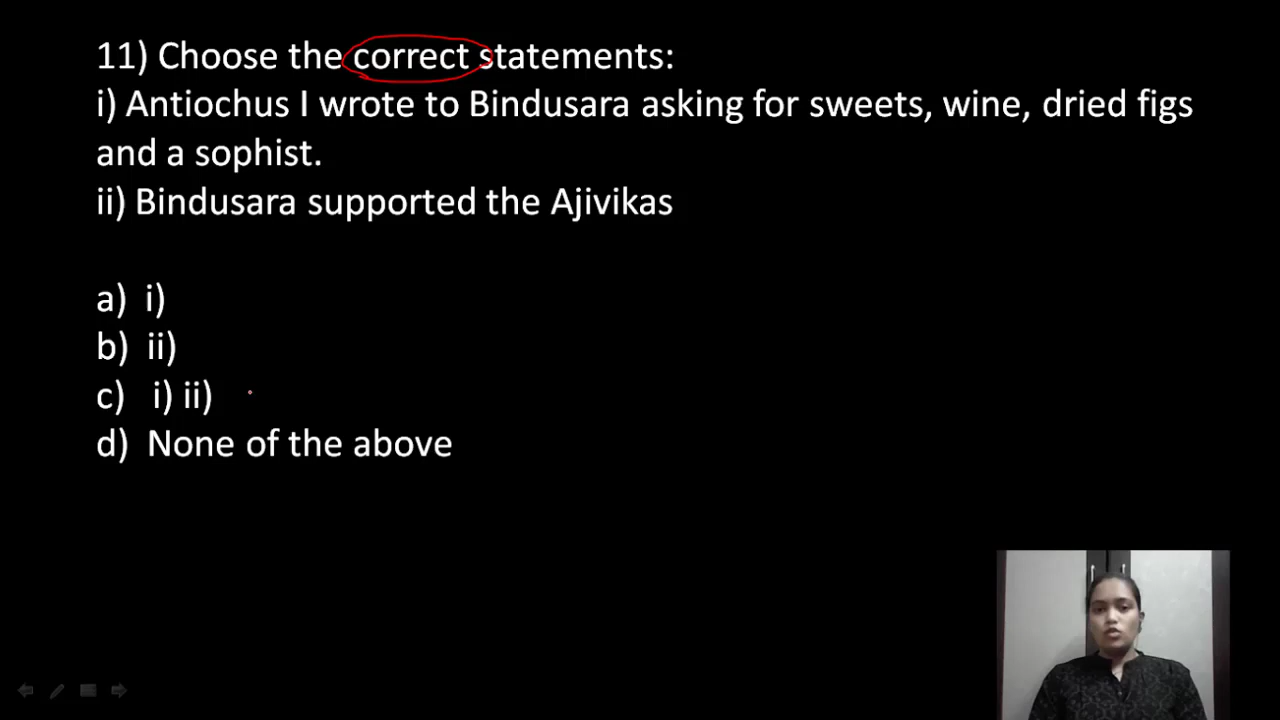 11) Choose the correct statements:
i) Antiochus I wrote to Bindusara asking for sweets, wine, dried figs
and a sophist.
ii) Bindusara supported the Ajivikas
a) i)
b) ii)
c) i) ii)
d) None of the above